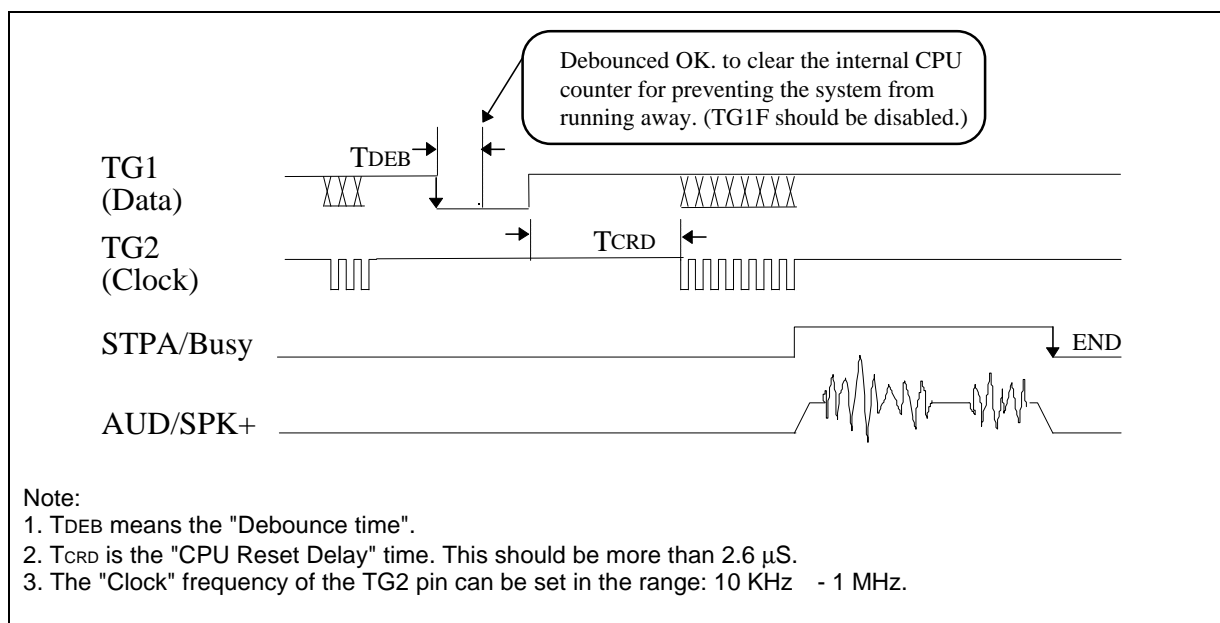 Debounced OK. to clear the internal CPU
counter for preventing the system from
running away. (TG1F should be disabled.)
TDEB
TG1
(Data)
TCRD
TG2
(Clock)
STPA/Busy
END
AUD/SPK+
Note:
1. TDEB means the "Debounce time".
2. TCRD is the "CPU Reset Delay" time. This should be more than 2.6 μS.
3. The "Clock" frequency of the TG2 pin can be set in the range: 10 KHz - 1 MHz.